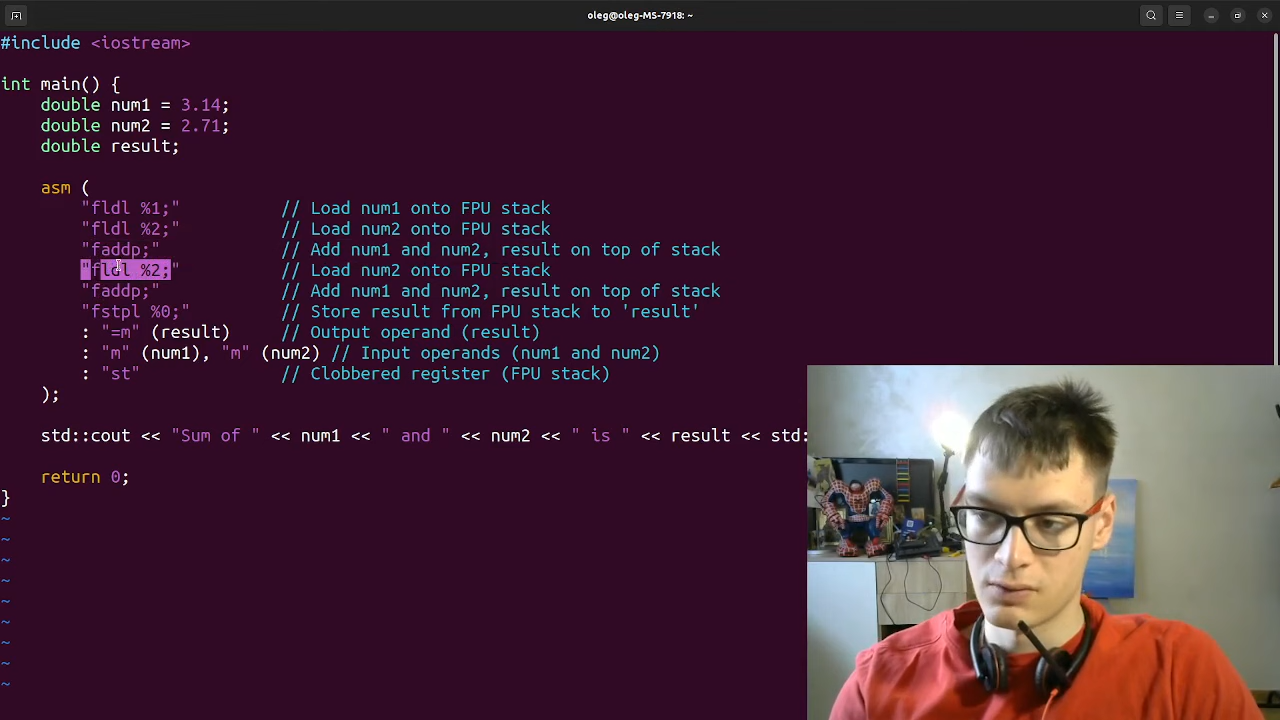 oleg@oleg-MS-7918: ~
#include <iostream>
int main() {
    double num1 = 3.14;
    double num2 = 2.71;
    double result;
    asm (
        "fldl %1;"          // Load num1 onto FPU stack
        "fldl %2;"          // Load num2 onto FPU stack
        "faddp;"            // Add num1 and num2, result on top of stack
        "fldl %2;"          // Load num2 onto FPU stack
        "faddp;"            // Add num1 and num2, result on top of stack
        "fstpl %0;"         // Store result from FPU stack to 'result'
        : "=m" (result)     // Output operand (result)
        : "m" (num1), "m" (num2) // Input operands (num1 and num2)
        : "st"              // Clobbered register (FPU stack)
    );
    std::cout << "Sum of " << num1 << " and " << num2 << " is " << result << std:
    return 0;
}
~
~
~
~
~
~
~
~
~